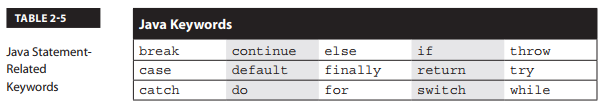 TABLE 2-5
Java Statement-
Related
Keywords
Java Keywords
break continue else if throw
case default finally return try
catch do for switch while